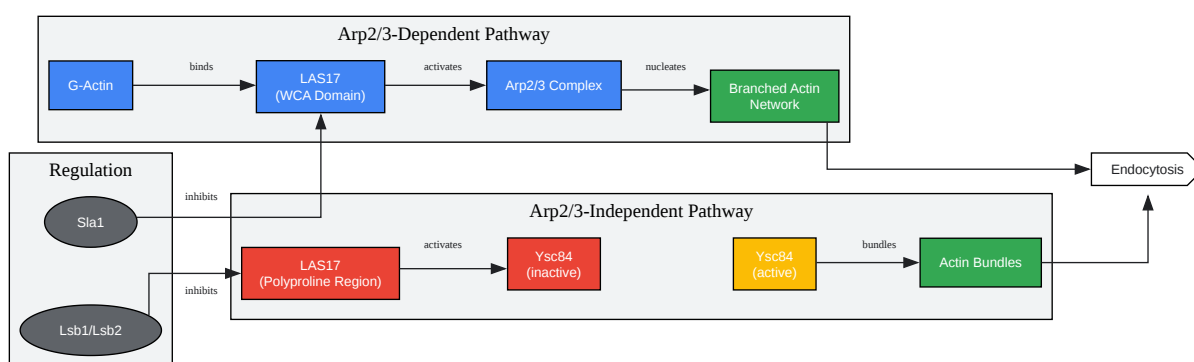 Arp2/3-Dependent Pathway
G-Actin
binds
LAS17
(WCA Domain)
activates
Arp2/3 Complex
nucleates
Branched Actin
Network
Endocytosis
Regulation
Sla1
inhibits
Lsb1/Lsb2
inhibits
Arp2/3-Independent Pathway
LAS17
(Polyproline Region)
activates
Ysc84
(inactive)
Ysc84
(active)
bundles
Actin Bundles